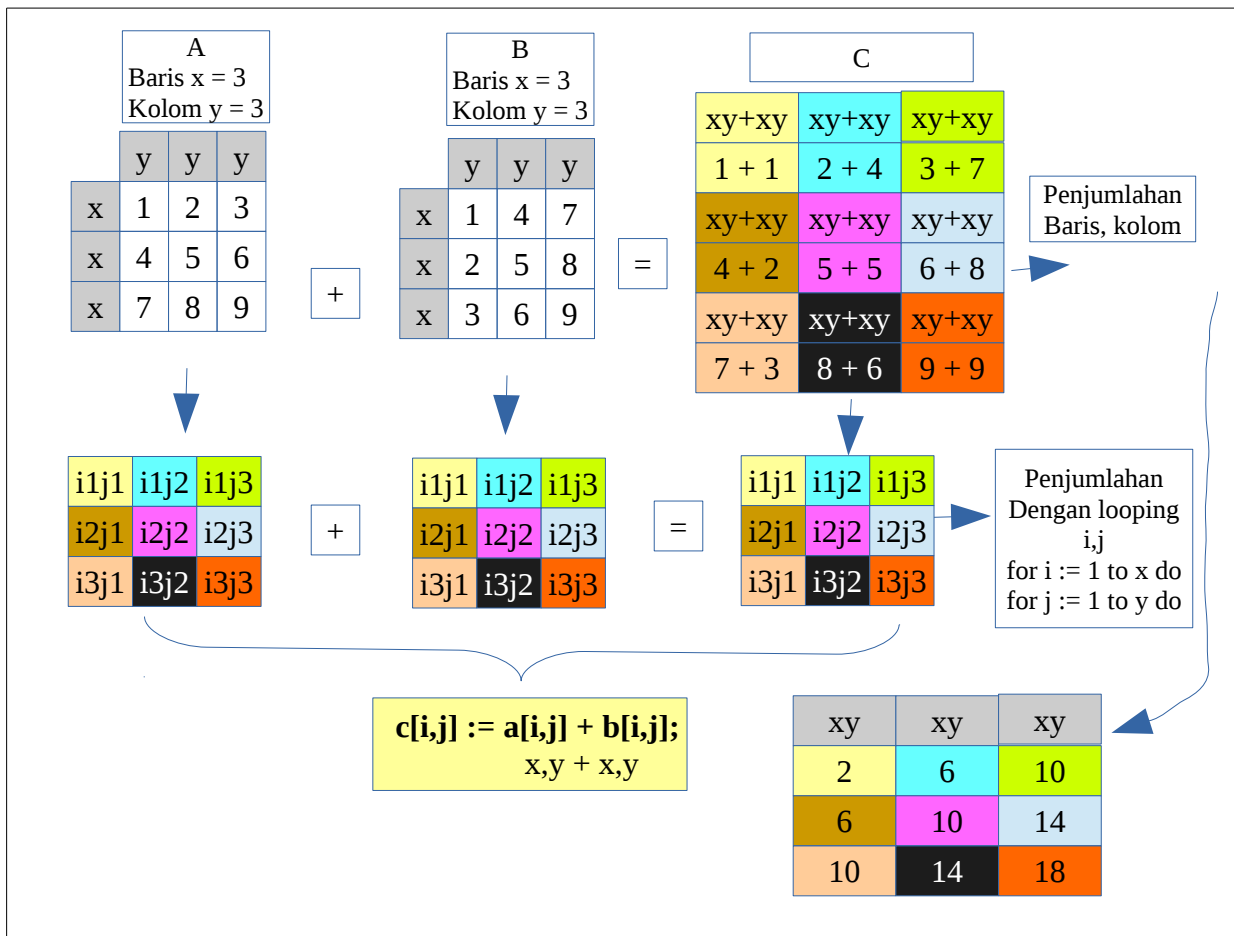 A
Baris x = 3
Kolom y = 3
B
Baris x = 3
Kolom y = 3
C
y y y
x 1 2 3
x 4 5 6
x 7 8 9
+
y y y
x 1 4 7
x 2 5 8
x 3 6 9
=
xy+xy xy+xy xy+xy
1 + 1 2 + 4 3 + 7
xy+xy xy+xy xy+xy
4 + 2 5 + 5 6 + 8
xy+xy xy+xy xy+xy
7 + 3 8 + 6 9 + 9
Penjumlahan
Baris, kolom
i1j1 i1j2 i1j3
i2j1 i2j2 i2j3
i3j1 i3j2 i3j3
+
i1j1 i1j2 i1j3
i2j1 i2j2 i2j3
i3j1 i3j2 i3j3
=
i1j1 i1j2 i1j3
i2j1 i2j2 i2j3
i3j1 i3j2 i3j3
Penjumlahan
Dengan looping
i,j
for i := 1 to x do
for j := 1 to y do
c[i,j] := a[i,j] + b[i,j];
x,y + x,y
xy xy xy
2 6 10
6 10 14
10 14 18